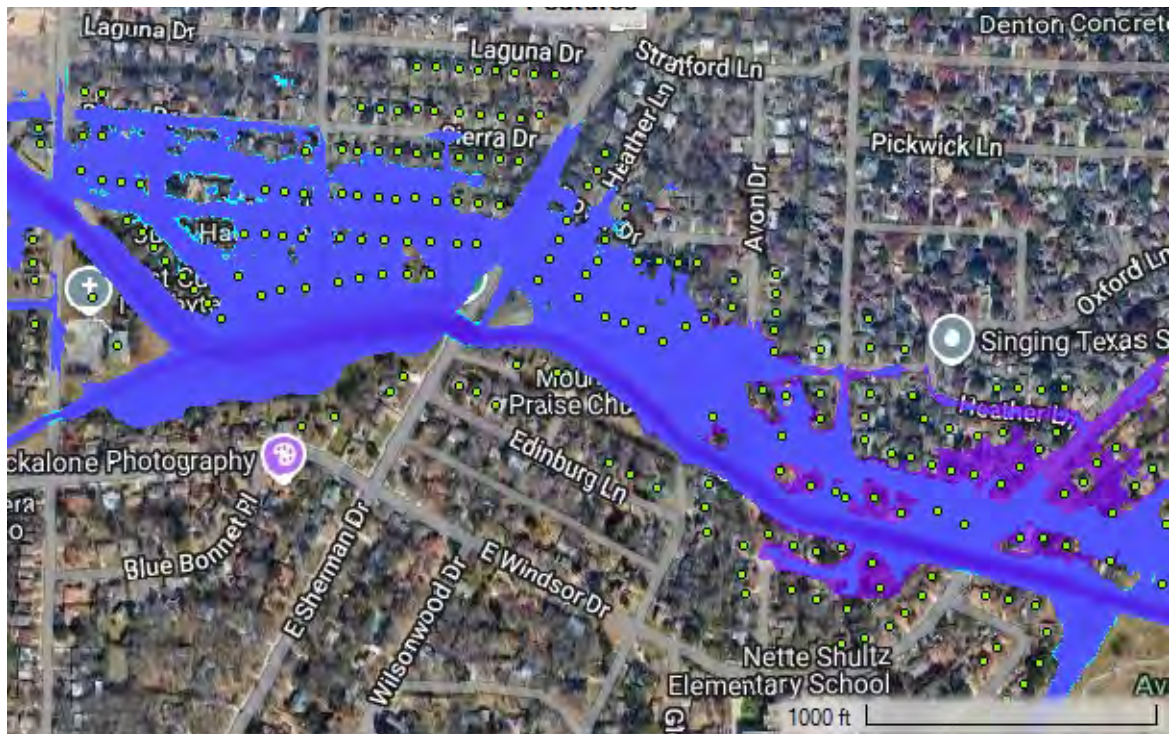 Laguna Dr
Laguna Dr
Stratford Ln
Denton Concrete
Sierra Dr
Heather Ln
Pickwick Ln
Avon Dr
Oxford Ln
Singing Texas S
Heather Ln
Praise Chu
Edinburg Ln
ckalone Photography
Blue Bonnet Pl
E Sherman Dr
Wilsonwood Dr
E Windsor Dr
Nette Shultz
Elementary School
Av
1000 ft